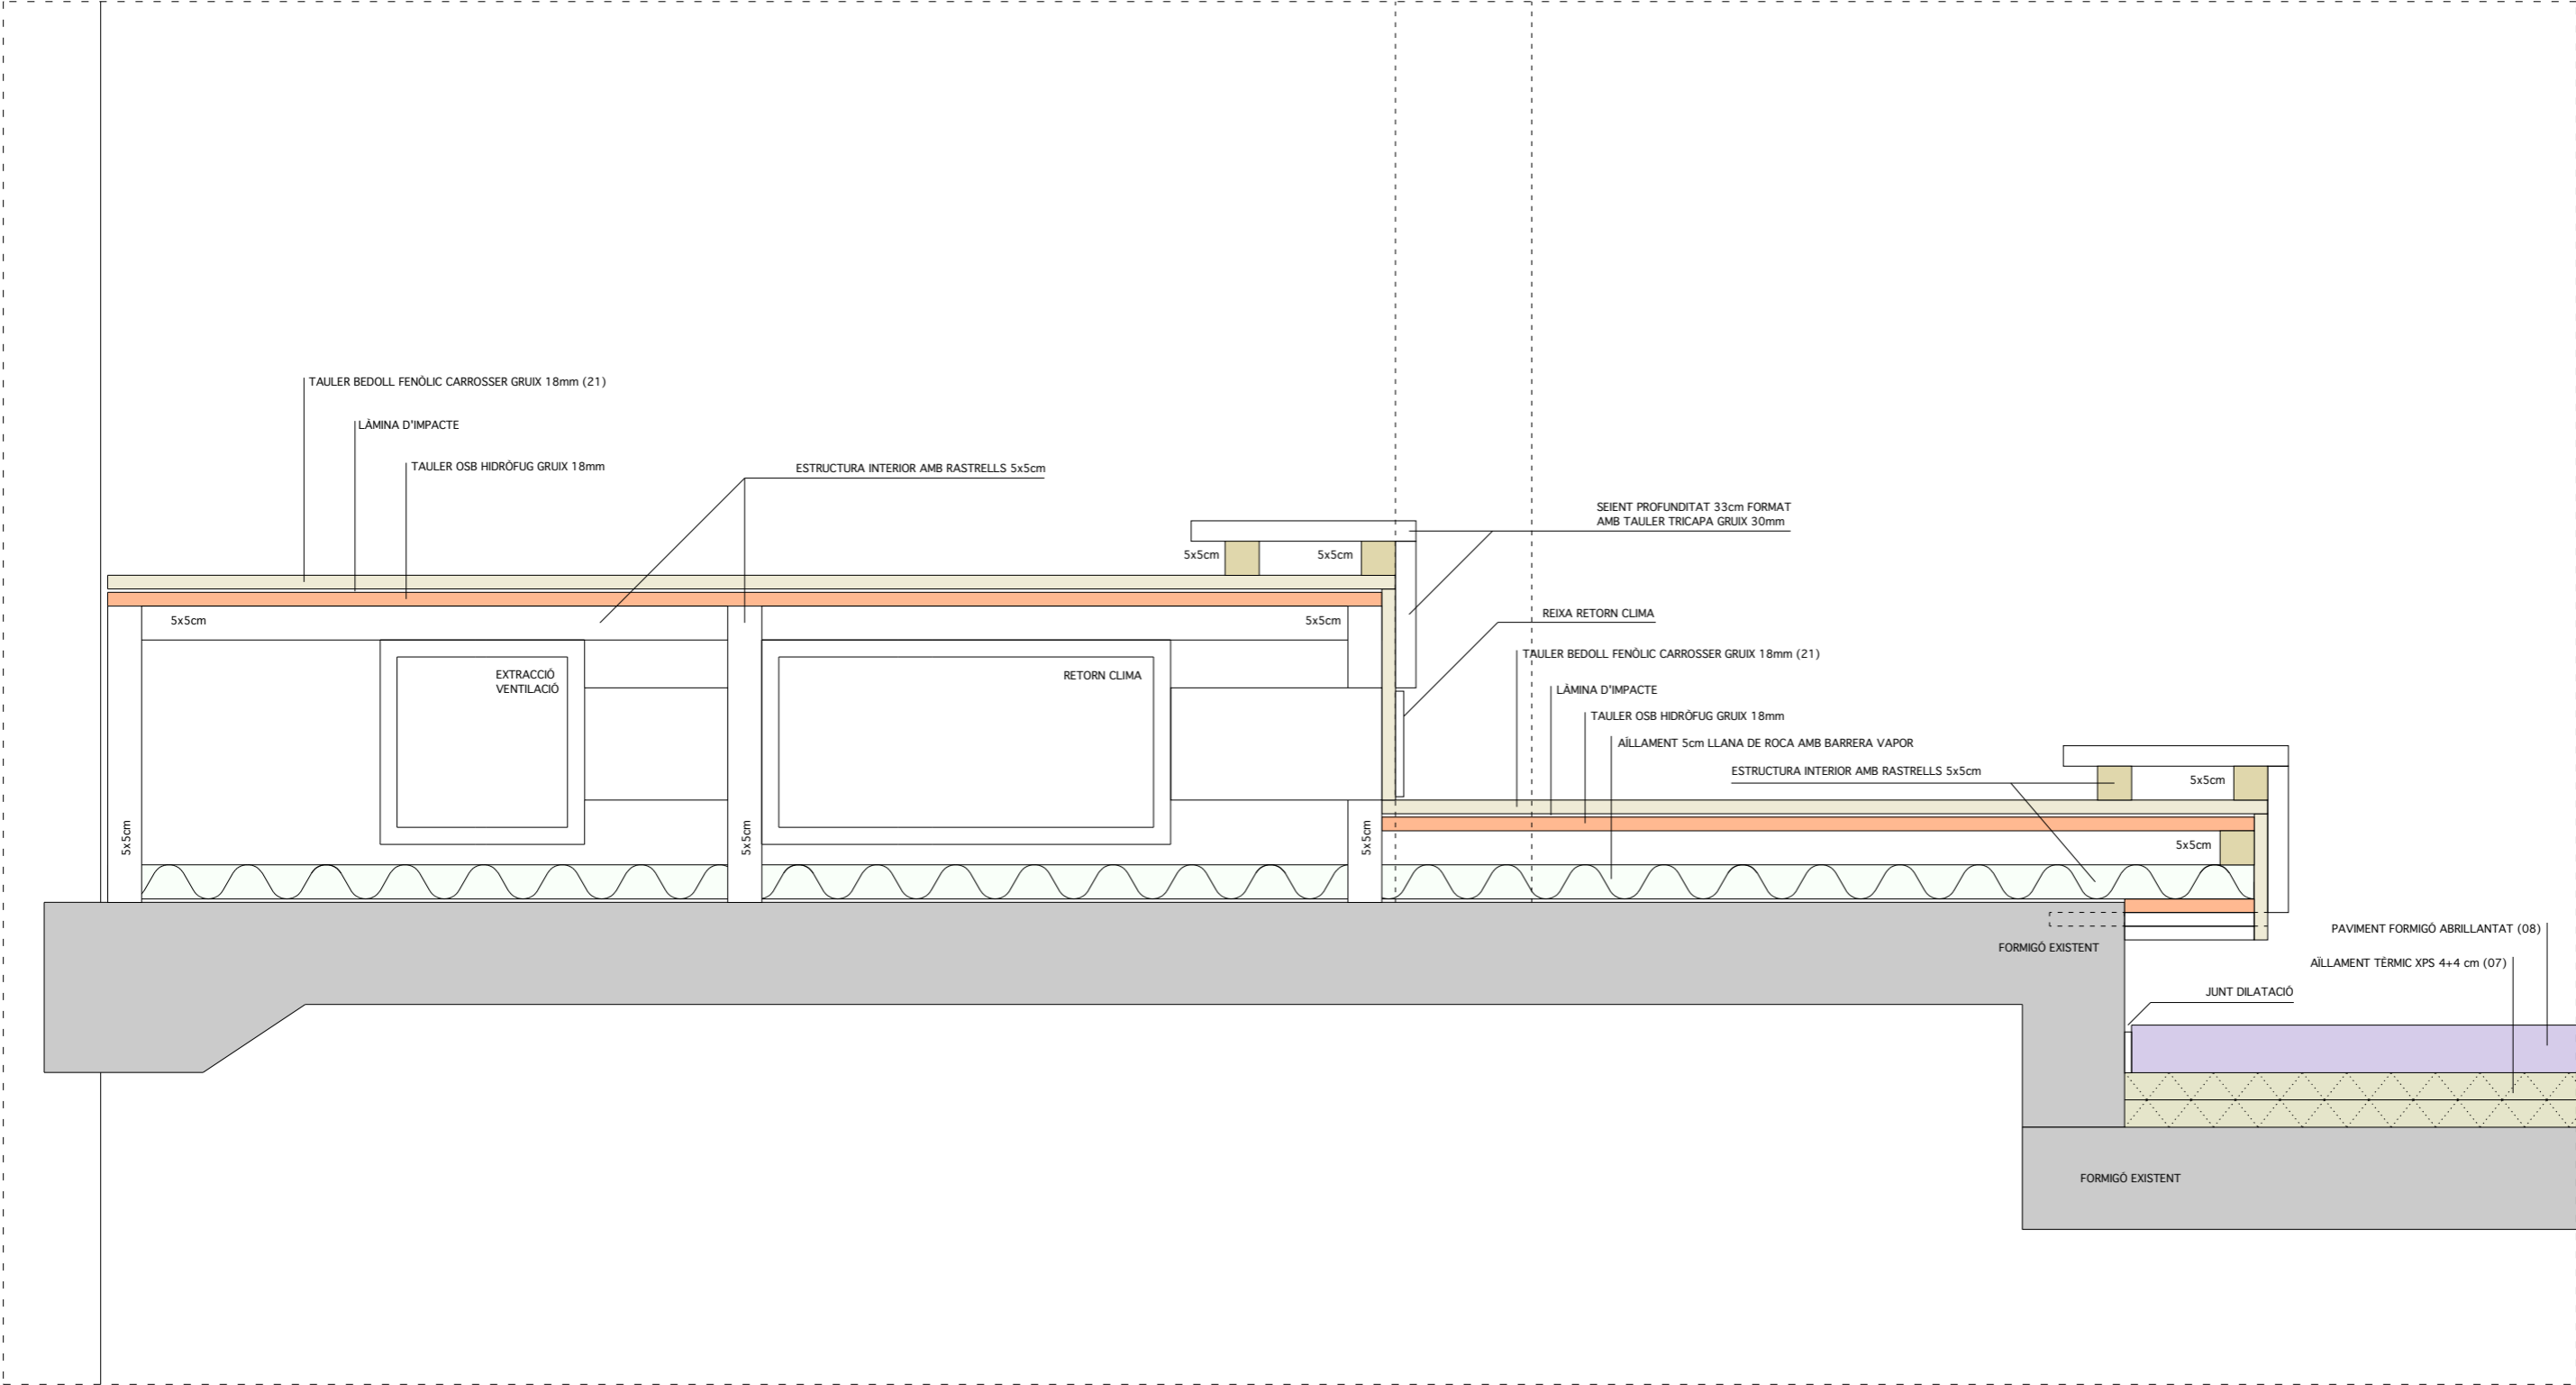 TAULER BEDOLL FENÒLIC CARROSSER GRUIX 18mm (21)
LÀMINA D'IMPACTE
TAULER OSB HIDRÒFUG GRUIX 18mm
ESTRUCTURA INTERIOR AMB RASTRELLS 5x5cm
SEIENT PROFUNDITAT 33cm FORMAT
AMB TAULER TRICAPA GRUIX 30mm
5x5cm
5x5cm
5x5cm
5x5cm
REIXA RETORN CLIMA
TAULER BEDOLL FENÒLIC CARROSSER GRUIX 18mm (21)
EXTRACCIÓ
VENTILACIÓ
RETORN CLIMA
LÀMINA D'IMPACTE
TAULER OSB HIDRÒFUG GRUIX 18mm
AÏLLAMENT 5cm LLANA DE ROCA AMB BARRERA VAPOR
ESTRUCTURA INTERIOR AMB RASTRELLS 5x5cm
5x5cm
5x5cm
5x5cm
5x5cm
5x5cm
PAVIMENT FORMIGÓ ABRILLANTAT (08)
FORMIGÓ EXISTENT
AÏLLAMENT TÈRMIC XPS 4+4 cm (07)
JUNT DILATACIÓ
FORMIGÓ EXISTENT